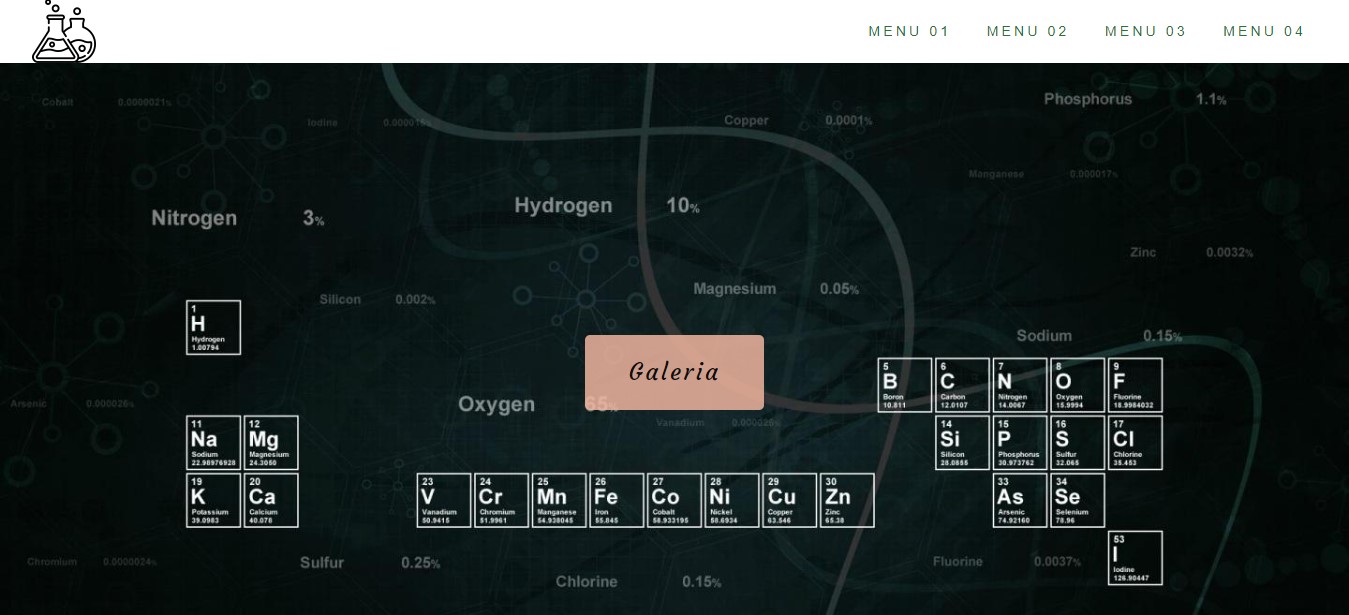 MENU 01 MENU 02 MENU 03 MENU 04
Cobalt 0.0000021%
Iodine 0.000016%
Copper 0.0001%
Phosphorus 1.1%
Manganese 0.000017%
Nitrogen 3%
Hydrogen 10%
Zinc 0.0032%
Silicon 0.002%
Magnesium 0.05%
Sodium 0.15%
Galeria
Arsenic 0.000026%
Oxygen 65%
Vanadium
1 H Hydrogen 1.00794
5 B Boron 10.811
6 C Carbon 12.0107
7 N Nitrogen 14.0067
8 O Oxygen 15.9994
9 F Fluorine 18.9984032
11 Na Sodium 22.98976928
12 Mg Magnesium 24.3050
14 Si Silicon 28.0855
15 P Phosphorus 30.973762
16 S Sulfur 32.065
17 Cl Chlorine 35.453
19 K Potassium 39.0983
20 Ca Calcium 40.078
23 V Vanadium 50.9415
24 Cr Chromium 51.9961
25 Mn Manganese 54.938045
26 Fe Iron 55.845
27 Co Cobalt 58.933195
28 Ni Nickel 58.6934
29 Cu Copper 63.546
30 Zn Zinc 65.38
33 As Arsenic 74.92160
34 Se Selenium 78.96
53 I Iodine 126.90447
Chromium 0.0000024%
Sulfur 0.25%
Chlorine 0.15%
Fluorine 0.0037%